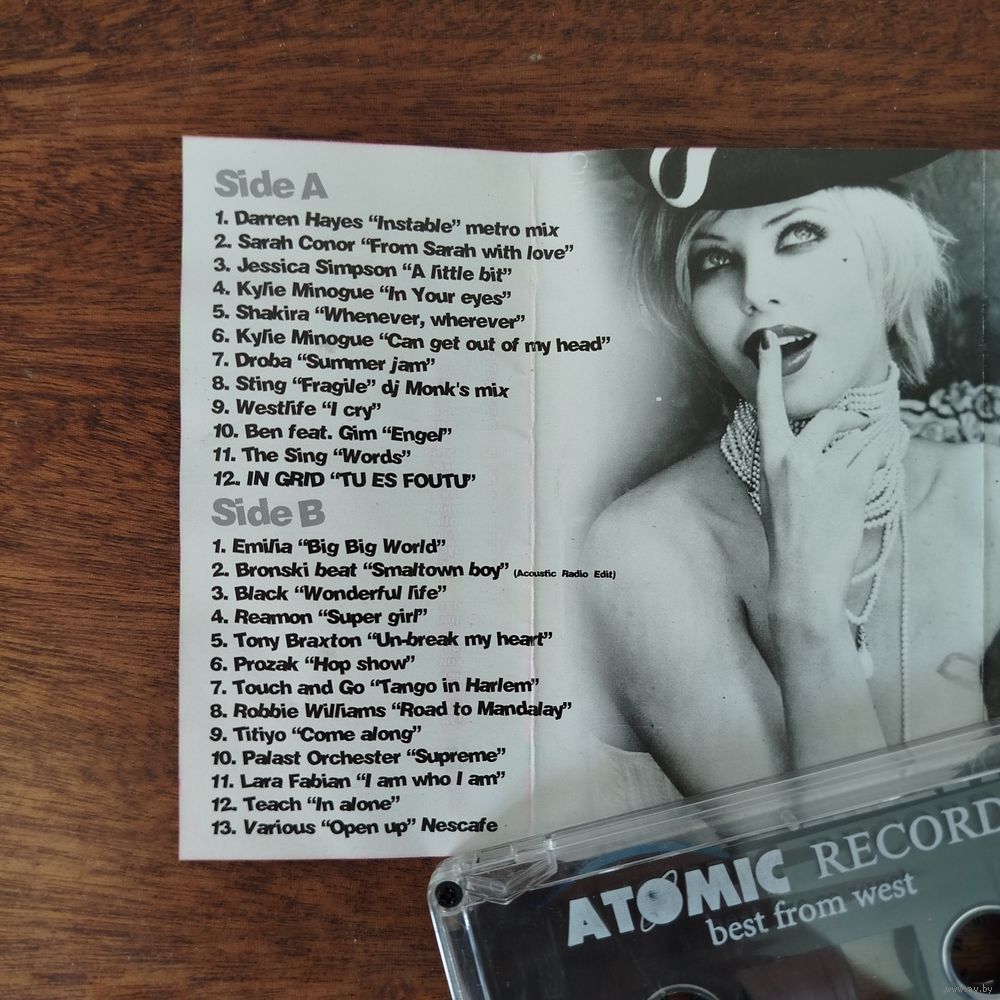 Side A
1. Darren Hayes “Instable” metro mix
2. Sarah Conor “From Sarah with love”
3. Jessica Simpson “A little bit”
4. Kylie Minogue “In Your eyes”
5. Shakira “Whenever, wherever”
6. Kylie Minogue “Can get out of my head”
7. Droba “Summer jam”
8. Sting “Fragile” dj Monk's mix
9. Westlife “I cry”
10. Ben feat. Gim “Engel”
11. The Sing “Words”
12. IN GRID “TU ES FOUTU”
Side B
1. Emilia “Big Big World”
2. Bronski beat “Smaltown boy” (Acoustic Radio Edit)
3. Black “Wonderful life”
4. Reamon “Super girl”
5. Tony Braxton “Un-break my heart”
6. Prozak “Hop show”
7. Touch and Go “Tango in Harlem”
8. Robbie Williams “Road to Mandalay”
9. Titiyo “Come along”
10. Palast Orchester “Supreme”
11. Lara Fabian “I am who I am”
12. Teach “In alone”
13. Various “Open up” Nescafe
ATOMIC RECORD
best from west
www.av.by